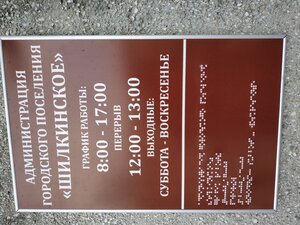 АДМИНИСТРАЦИЯ
ГОРОДСКОГО ПОСЕЛЕНИЯ
«ШИЛКИНСКОЕ»
ГРАФИК РАБОТЫ:
8:00 - 17:00
ПЕРЕРЫВ
12:00 - 13:00
ВЫХОДНЫЕ:
СУББОТА - ВОСКРЕСЕНЬЕ